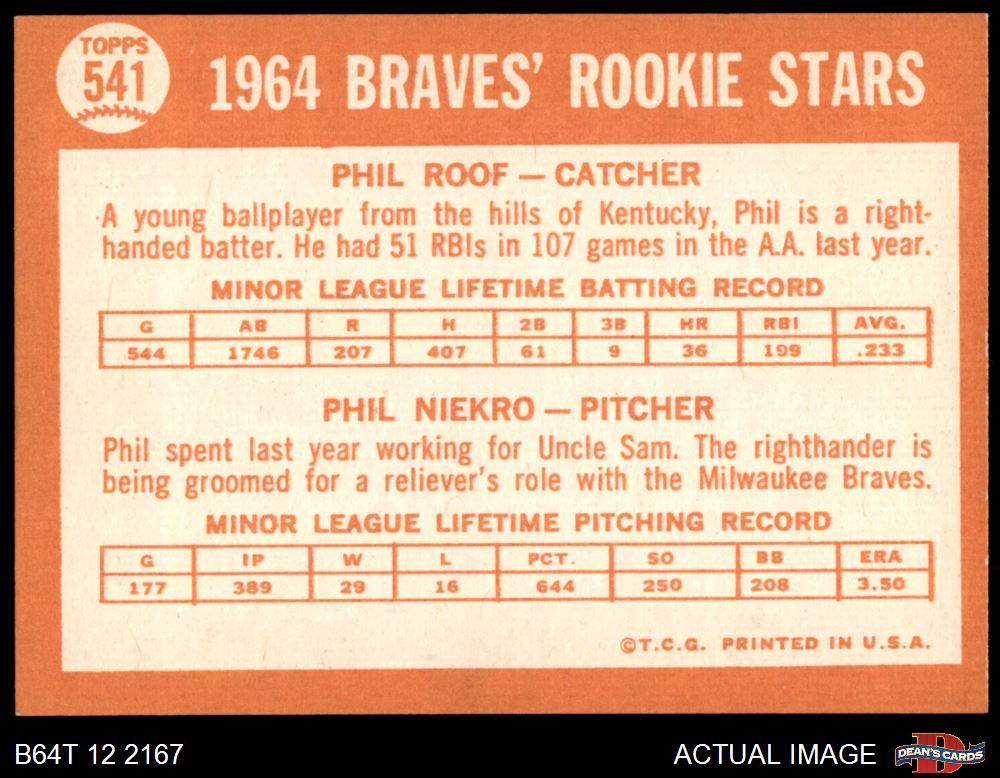 TOPPS
541
1964 BRAVES' ROOKIE STARS
PHIL ROOF — CATCHER
A young ballplayer from the hills of Kentucky, Phil is a right-
handed batter. He had 51 RBIs in 107 games in the A.A. last year.
MINOR LEAGUE LIFETIME BATTING RECORD
G AB R H 2B 3B HR RBI AVG.
544 1746 207 407 61 9 36 199 .233
PHIL NIEKRO — PITCHER
Phil spent last year working for Uncle Sam. The righthander is
being groomed for a reliever's role with the Milwaukee Braves.
MINOR LEAGUE LIFETIME PITCHING RECORD
G IP W L PCT. SO BB ERA
177 389 29 16 644 250 208 3.50
©T.C.G. PRINTED IN U.S.A.
B64T 12 2167
ACTUAL IMAGE
D
DEAN'S CARDS